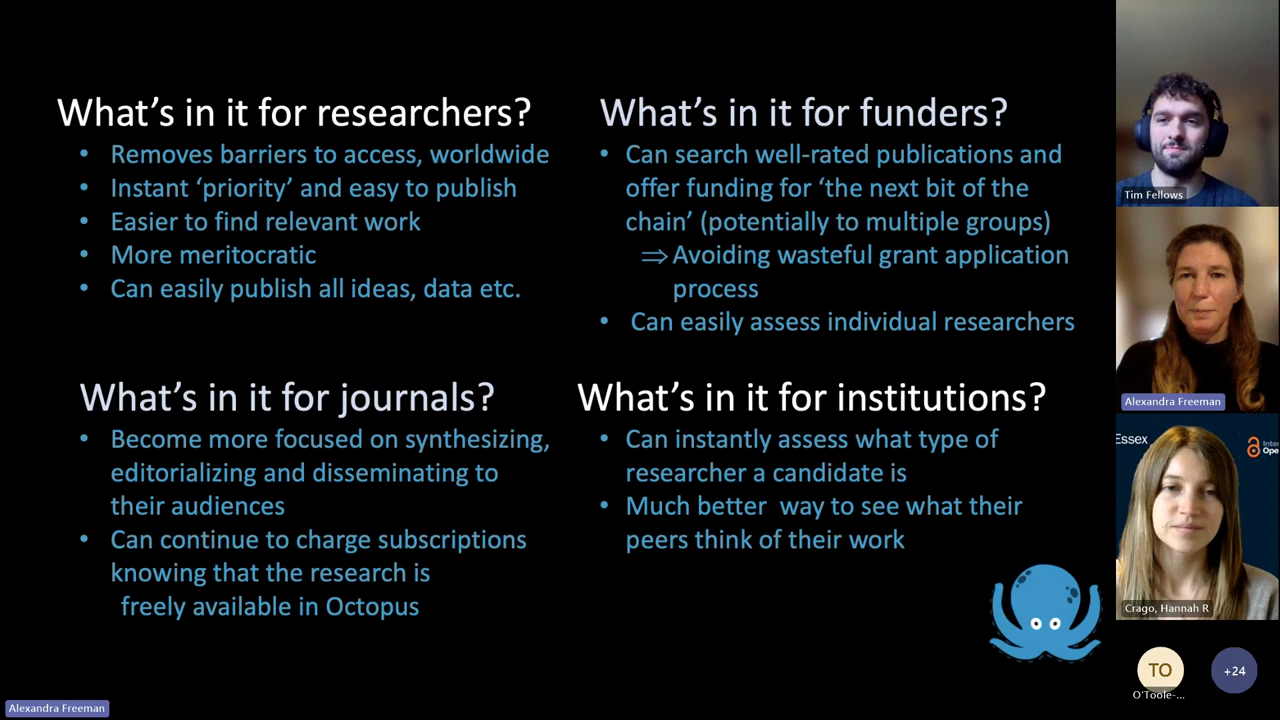 What's in it for researchers?
• Removes barriers to access, worldwide
• Instant ‘priority’ and easy to publish
• Easier to find relevant work
• More meritocratic
• Can easily publish all ideas, data etc.
What's in it for funders?
• Can search well-rated publications and
offer funding for ‘the next bit of the
chain’ (potentially to multiple groups)
⇒ Avoiding wasteful grant application
process
• Can easily assess individual researchers
What's in it for journals?
• Become more focused on synthesizing,
editorializing and disseminating to
their audiences
• Can continue to charge subscriptions
knowing that the research is
freely available in Octopus
What's in it for institutions?
• Can instantly assess what type of
researcher a candidate is
• Much better way to see what their
peers think of their work
Alexandra Freeman
Tim Fellows
Alexandra Freeman
Essex
Crago, Hannah R
TO
O'Toole-...
+24